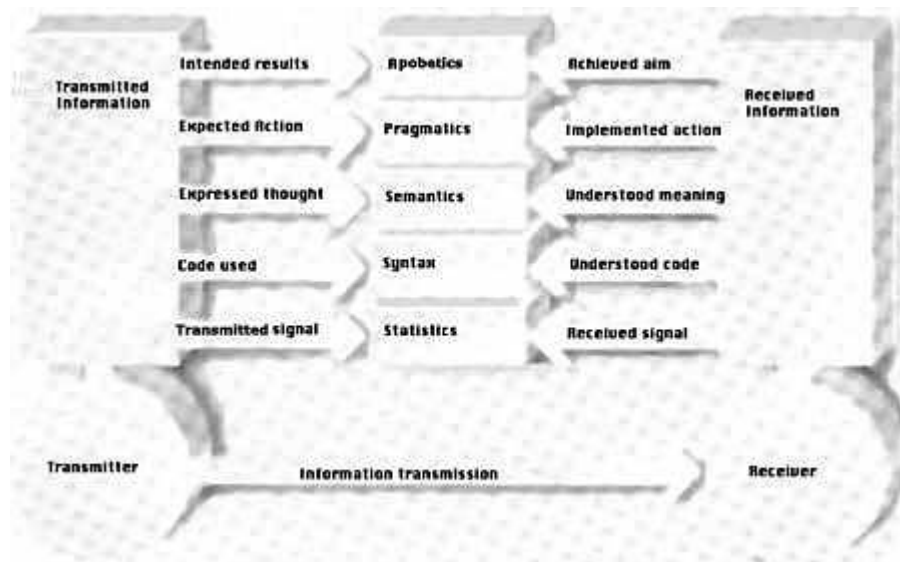 Intended results
Apobetics
Achieved aim
Transmitted
Information
Received
Information
Expected Action
Pragmatics
Implemented action
Expressed thought
Semantics
Understood meaning
Code used
Syntax
Understood code
Transmitted signal
Statistics
Received signal
Transmitter
Information transmission
Receiver